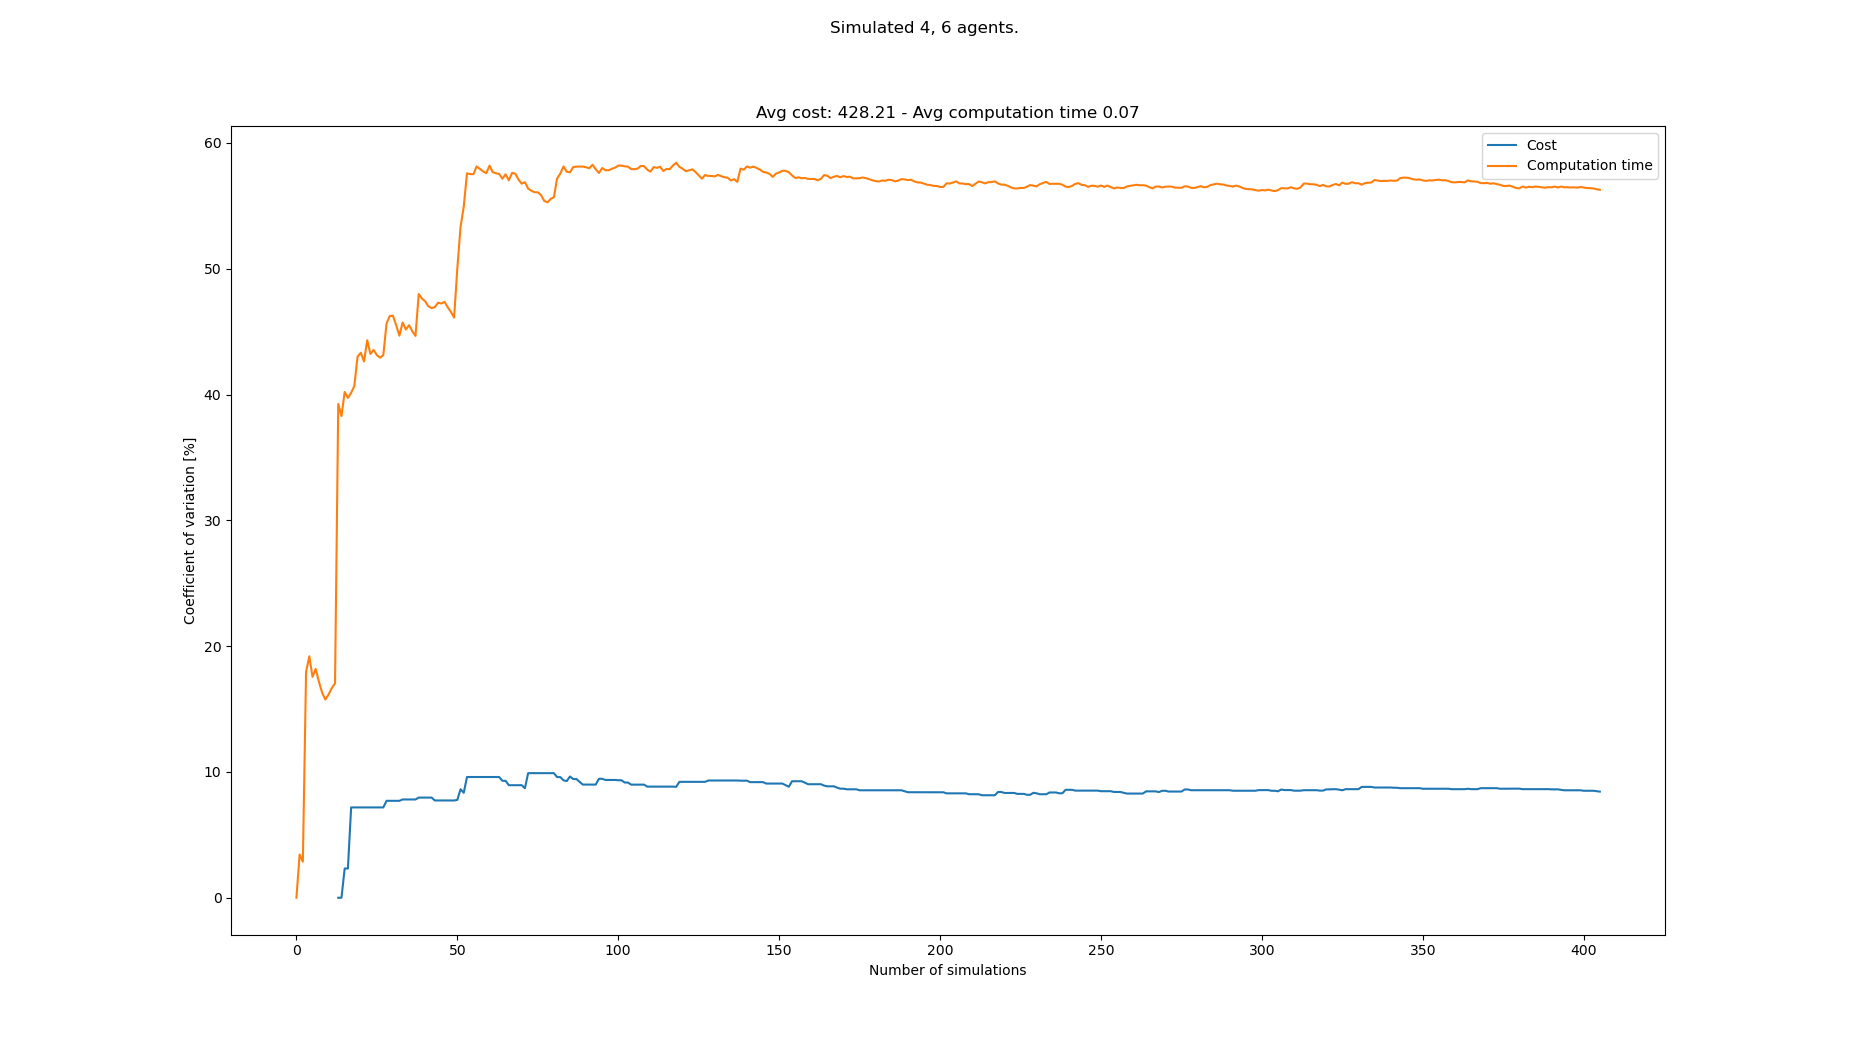 Simulated 4, 6 agents.
Avg cost: 428.21 - Avg computation time 0.07
Cost
Computation time
Coefficient of variation [%]
60
50
40
30
20
10
0
0 50 100 150 200 250 300 350 400
Number of simulations